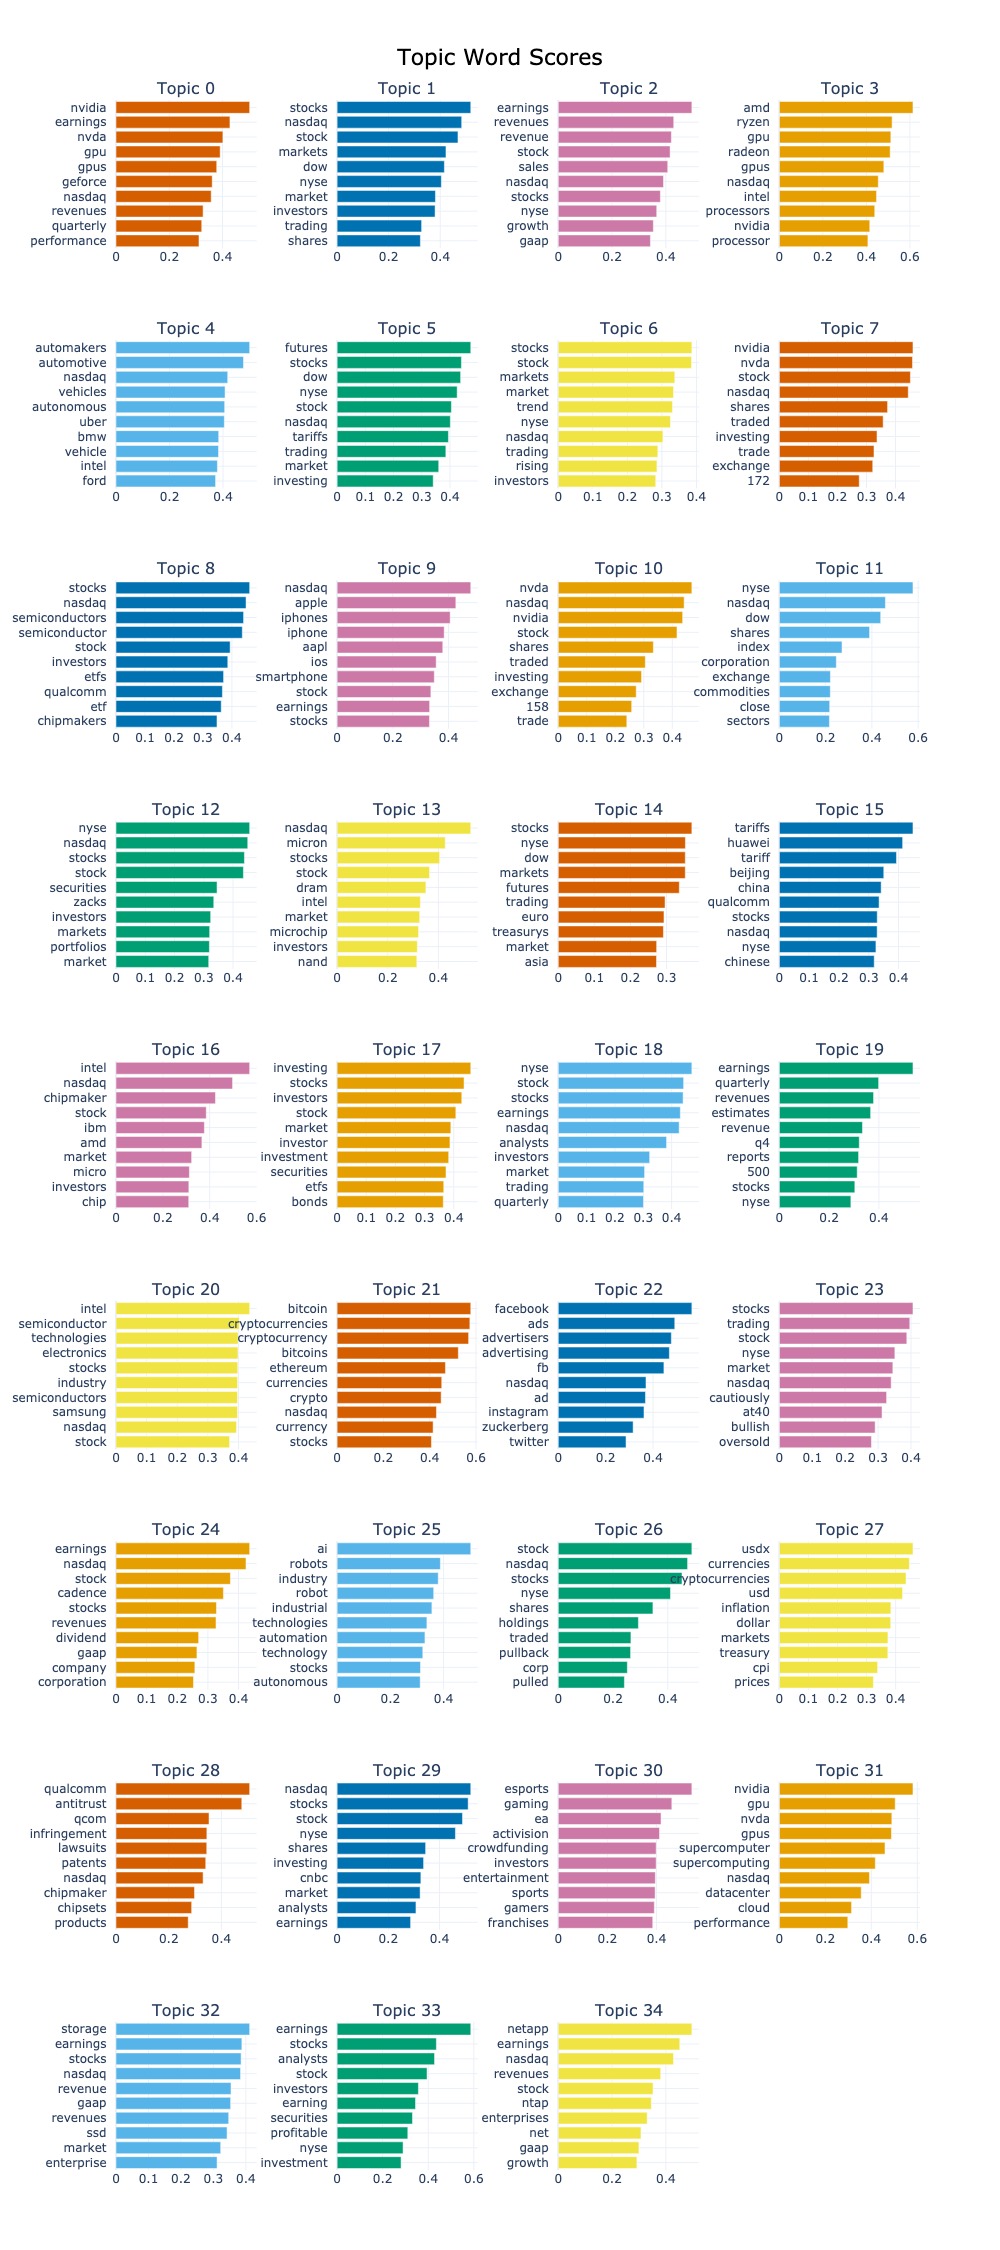 Topic Word Scores
Topic 0
nvidia
earnings
nvda
gpu
gpus
geforce
nasdaq
revenues
quarterly
performance
0 0.2 0.4
Topic 1
stocks
nasdaq
stock
markets
dow
nyse
market
investors
trading
shares
0 0.2 0.4
Topic 2
earnings
revenues
revenue
stock
sales
nasdaq
stocks
nyse
growth
gaap
0 0.2 0.4
Topic 3
amd
ryzen
gpu
radeon
gpus
nasdaq
intel
processors
nvidia
processor
0 0.2 0.4 0.6
Topic 4
automakers
automotive
nasdaq
vehicles
autonomous
uber
bmw
vehicle
intel
ford
0 0.2 0.4
Topic 5
futures
stocks
dow
nyse
stock
nasdaq
tariffs
trading
market
investing
0 0.1 0.2 0.3 0.4
Topic 6
stocks
stock
markets
market
trend
nyse
nasdaq
trading
rising
investors
0 0.1 0.2 0.3 0.4
Topic 7
nvidia
nvda
stock
nasdaq
shares
traded
investing
trade
exchange
172
0 0.1 0.2 0.3 0.4
Topic 8
stocks
nasdaq
semiconductors
semiconductor
stock
investors
etfs
qualcomm
etf
chipmakers
0 0.1 0.2 0.3 0.4
Topic 9
nasdaq
apple
iphones
iphone
aapl
ios
smartphone
stock
earnings
stocks
0 0.2 0.4
Topic 10
nvda
nasdaq
nvidia
stock
shares
traded
investing
exchange
158
trade
0 0.1 0.2 0.3 0.4
Topic 11
nyse
nasdaq
dow
shares
index
corporation
exchange
commodities
close
sectors
0 0.2 0.4 0.6
Topic 12
nyse
nasdaq
stocks
stock
securities
zacks
investors
markets
portfolios
market
0 0.1 0.2 0.3 0.4
Topic 13
nasdaq
micron
stocks
stock
dram
intel
market
microchip
investors
nand
0 0.2 0.4
Topic 14
stocks
nyse
dow
markets
futures
trading
euro
treasurys
market
asia
0 0.1 0.2 0.3
Topic 15
tariffs
huawei
tariff
beijing
china
qualcomm
stocks
nasdaq
nyse
chinese
0 0.1 0.2 0.3 0.4
Topic 16
intel
nasdaq
chipmaker
stock
ibm
amd
market
micro
investors
chip
0 0.2 0.4 0.6
Topic 17
investing
stocks
investors
stock
market
investor
investment
securities
etfs
bonds
0 0.1 0.2 0.3 0.4
Topic 18
nyse
stock
stocks
earnings
nasdaq
analysts
investors
market
trading
quarterly
0 0.1 0.2 0.3 0.4
Topic 19
earnings
quarterly
revenues
estimates
revenue
q4
reports
500
stocks
nyse
0 0.2 0.4
Topic 20
intel
semiconductor
technologies
electronics
stocks
industry
semiconductors
samsung
nasdaq
stock
0 0.1 0.2 0.3 0.4
Topic 21
bitcoin
cryptocurrencies
cryptocurrency
bitcoins
ethereum
currencies
crypto
nasdaq
currency
stocks
0 0.2 0.4 0.6
Topic 22
facebook
ads
advertisers
advertising
fb
nasdaq
ad
instagram
zuckerberg
twitter
0 0.2 0.4
Topic 23
stocks
trading
stock
nyse
market
nasdaq
cautiously
at40
bullish
oversold
0 0.1 0.2 0.3 0.4
Topic 24
earnings
nasdaq
stock
cadence
stocks
revenues
dividend
gaap
company
corporation
0 0.1 0.2 0.3 0.4
Topic 25
ai
robots
industry
robot
industrial
technologies
automation
technology
stocks
autonomous
0 0.2 0.4
Topic 26
stock
nasdaq
stocks
nyse
shares
holdings
traded
pullback
corp
pulled
0 0.2 0.4
Topic 27
usdx
currencies
cryptocurrencies
usd
inflation
dollar
markets
treasury
cpi
prices
0 0.1 0.2 0.3 0.4
Topic 28
qualcomm
antitrust
qcom
infringement
lawsuits
patents
nasdaq
chipmaker
chipsets
products
0 0.2 0.4
Topic 29
nasdaq
stocks
stock
nyse
shares
investing
cnbc
market
analysts
earnings
0 0.2 0.4
Topic 30
esports
gaming
ea
activision
crowdfunding
investors
entertainment
sports
gamers
franchises
0 0.2 0.4
Topic 31
nvidia
gpu
nvda
gpus
supercomputer
supercomputing
nasdaq
datacenter
cloud
performance
0 0.2 0.4 0.6
Topic 32
storage
earnings
stocks
nasdaq
revenue
gaap
revenues
ssd
market
enterprise
0 0.1 0.2 0.3 0.4
Topic 33
earnings
stocks
analysts
stock
investors
earning
securities
profitable
nyse
investment
0 0.2 0.4 0.6
Topic 34
netapp
earnings
nasdaq
revenues
stock
ntap
enterprises
net
gaap
growth
0 0.2 0.4